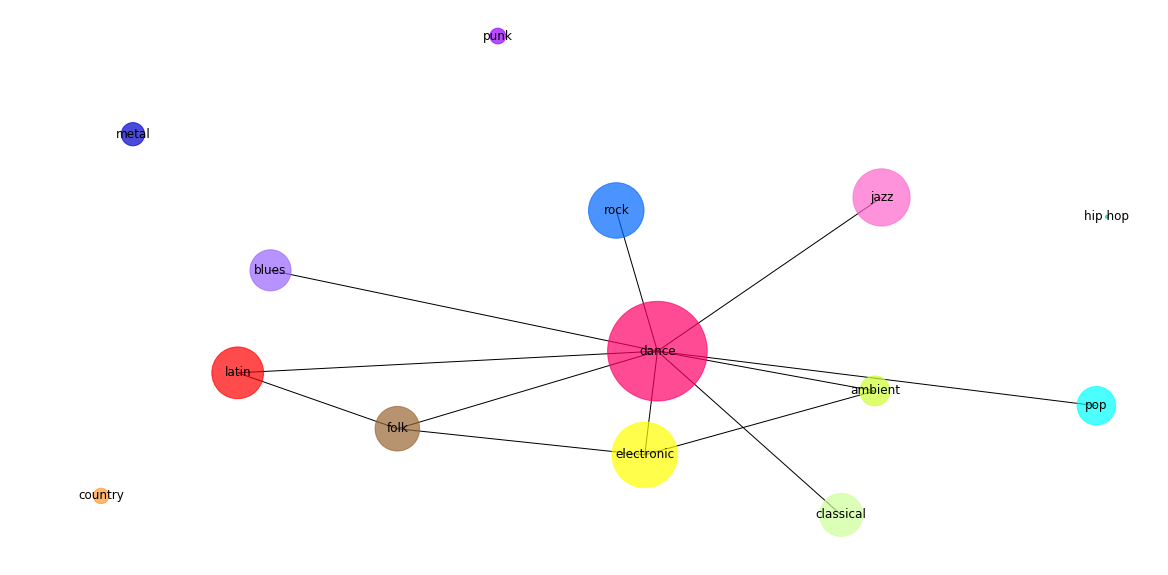 punk
metal
jazz
rock
hip hop
blues
dance
latin
ambient
pop
folk
electronic
country
classical